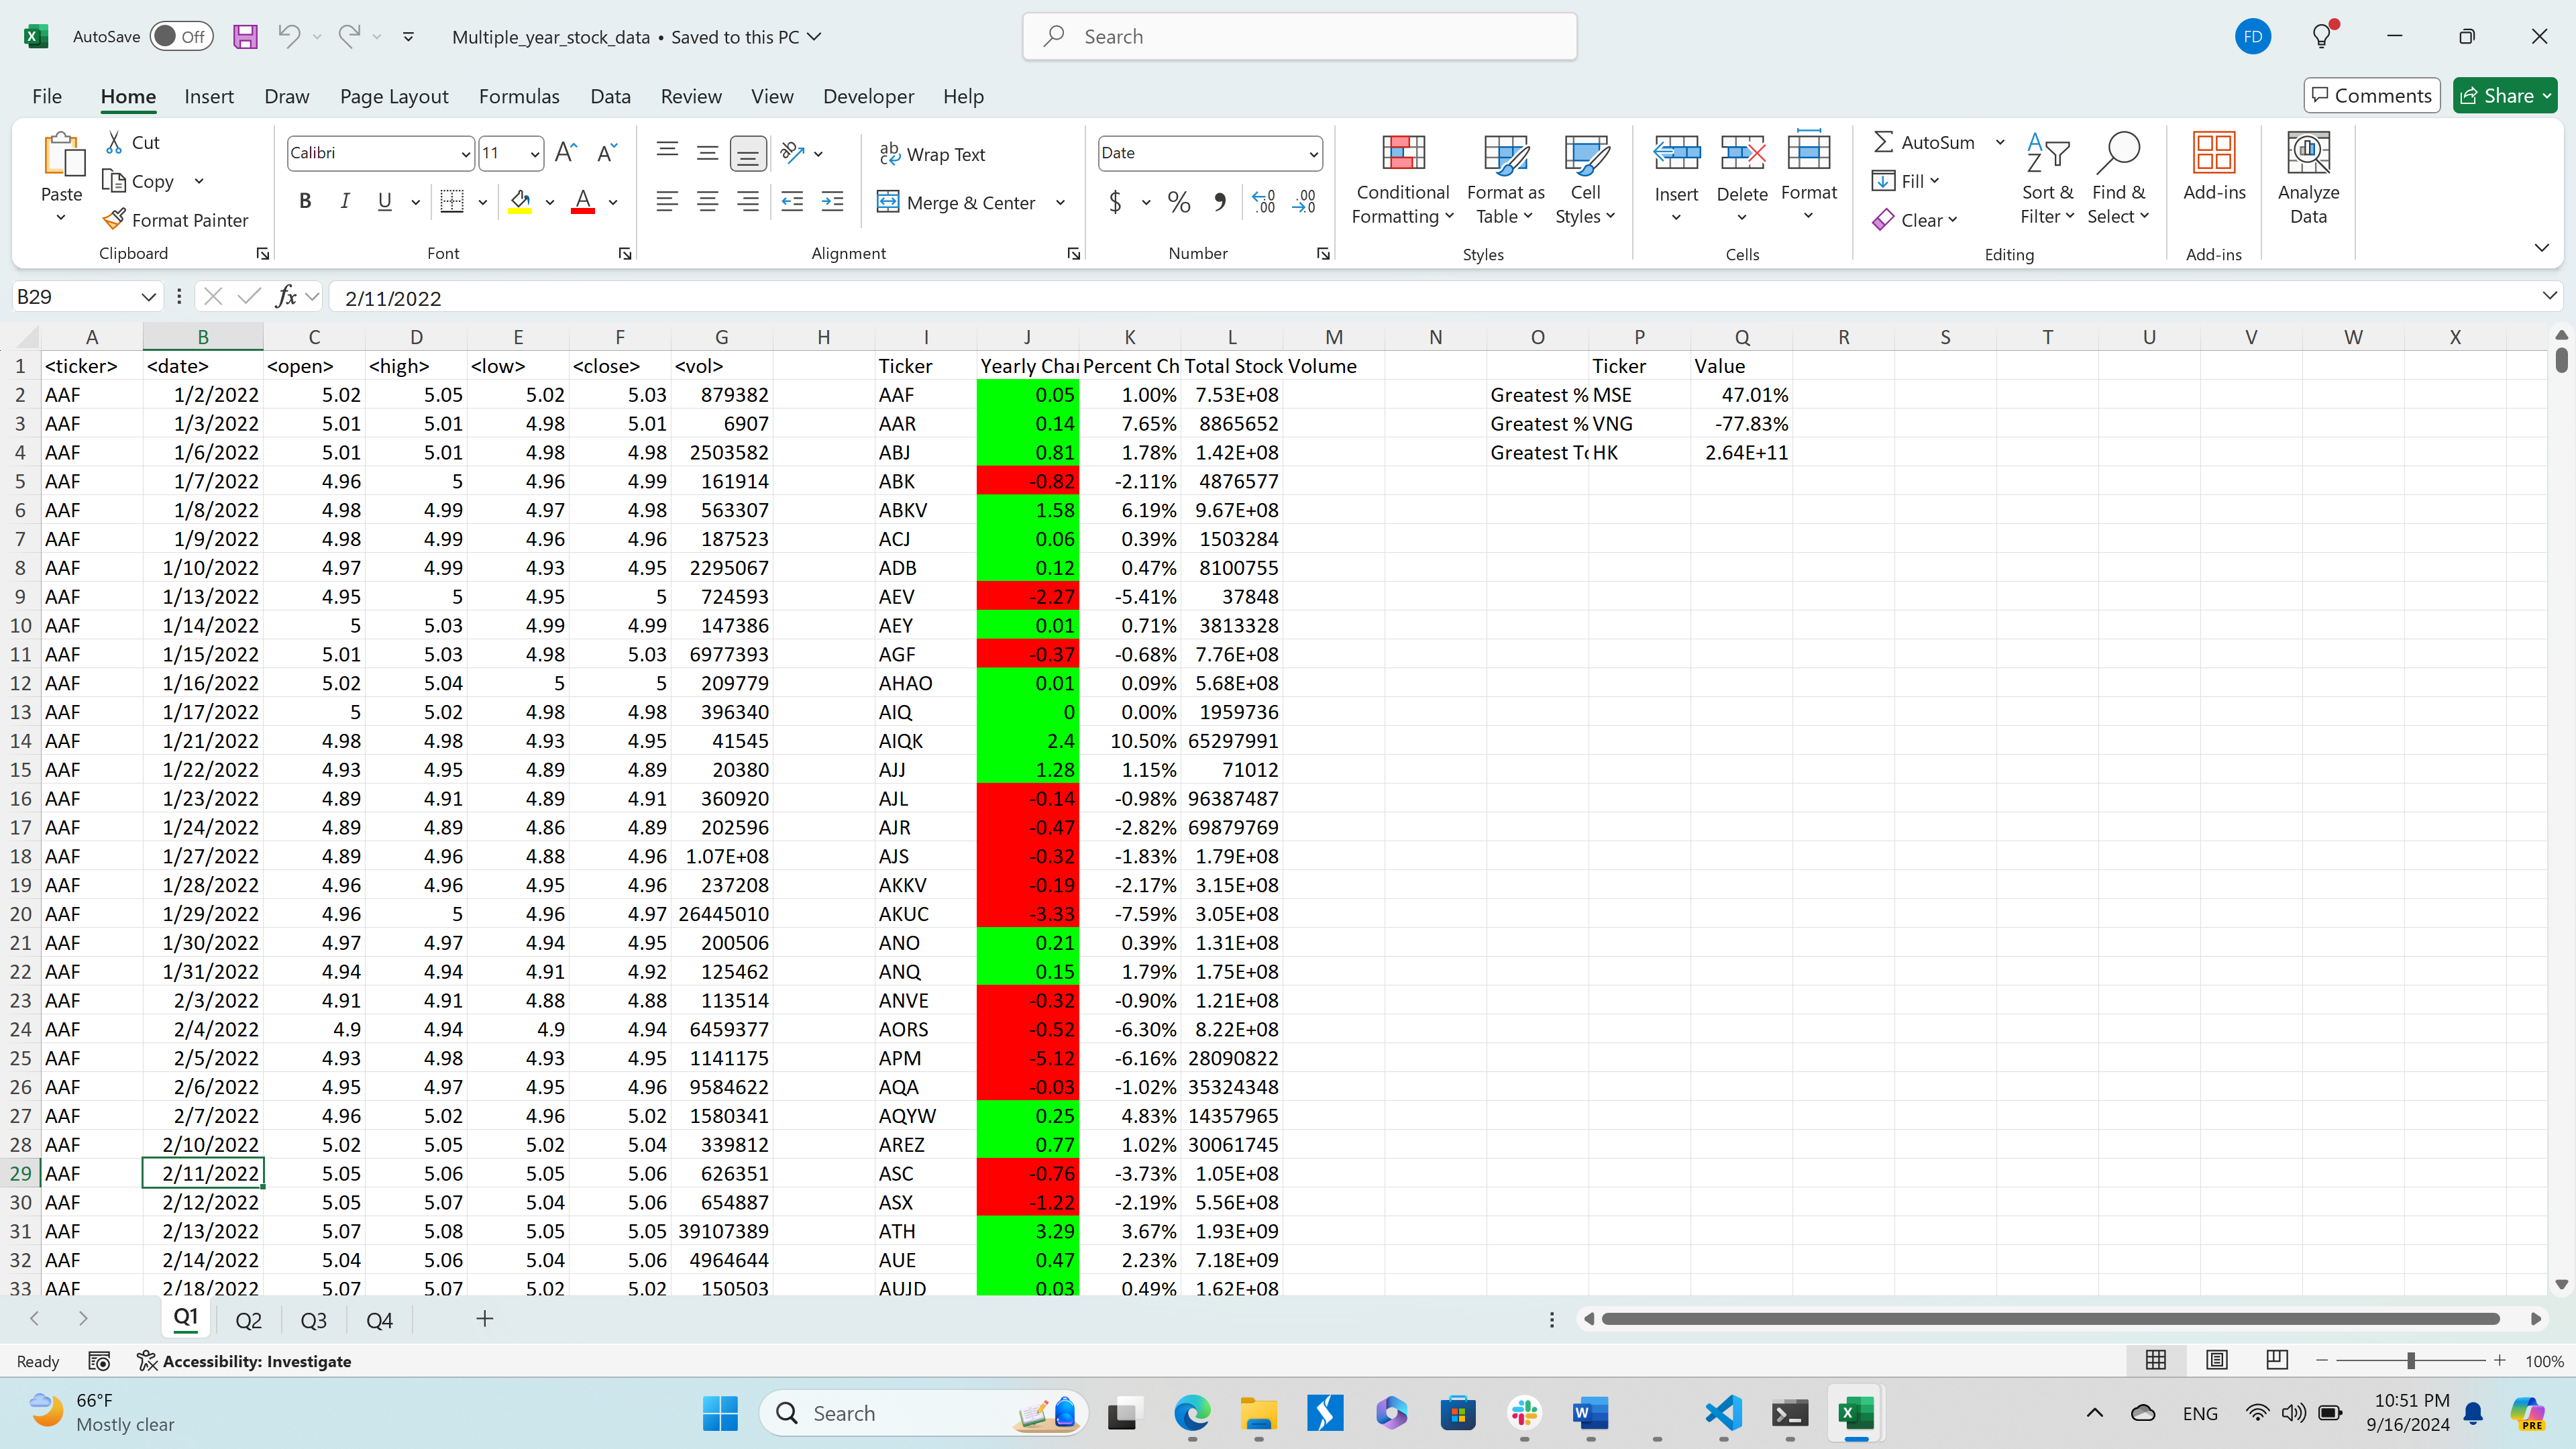 AutoSave Off Multiple_year_stock_data • Saved to this PC Search FD
File Home Insert Draw Page Layout Formulas Data Review View Developer Help Comments Share
Paste Cut Copy Format Painter Clipboard
Calibri 11 B I U A Font
Wrap Text Merge & Center Alignment
Date $ % Number
Conditional Formatting Format as Table Cell Styles Styles
Insert Delete Format Cells
AutoSum Fill Clear Sort & Filter Find & Select Editing
Add-ins Add-ins
Analyze Data
B29 fx 2/11/2022
A B C D E F G H I J K L M N O P Q R S T U V W X
1 <ticker> <date> <open> <high> <low> <close> <vol> Ticker Yearly Chan Percent Ch Total Stock Volume Ticker Value
2 AAF 1/2/2022 5.02 5.05 5.02 5.03 879382 AAF 0.05 1.00% 7.53E+08 Greatest % MSE 47.01%
3 AAF 1/3/2022 5.01 5.01 4.98 5.01 6907 AAR 0.14 7.65% 8865652 Greatest % VNG -77.83%
4 AAF 1/6/2022 5.01 5.01 4.98 4.98 2503582 ABJ 0.81 1.78% 1.42E+08 Greatest To HK 2.64E+11
5 AAF 1/7/2022 4.96 5 4.96 4.99 161914 ABK -0.82 -2.11% 4876577
6 AAF 1/8/2022 4.98 4.99 4.97 4.98 563307 ABKV 1.58 6.19% 9.67E+08
7 AAF 1/9/2022 4.98 4.99 4.96 4.96 187523 ACJ 0.06 0.39% 1503284
8 AAF 1/10/2022 4.97 4.99 4.93 4.95 2295067 ADB 0.12 0.47% 8100755
9 AAF 1/13/2022 4.95 5 4.95 5 724593 AEV -2.27 -5.41% 37848
10 AAF 1/14/2022 5 5.03 4.99 4.99 147386 AEY 0.01 0.71% 3813328
11 AAF 1/15/2022 5.01 5.03 4.98 5.03 6977393 AGF -0.37 -0.68% 7.76E+08
12 AAF 1/16/2022 5.02 5.04 5 5 209779 AHAO 0.01 0.09% 5.68E+08
13 AAF 1/17/2022 5 5.02 4.98 4.98 396340 AIQ 0 0.00% 1959736
14 AAF 1/21/2022 4.98 4.98 4.93 4.95 41545 AIQK 2.4 10.50% 65297991
15 AAF 1/22/2022 4.93 4.95 4.89 4.89 20380 AJJ 1.28 1.15% 71012
16 AAF 1/23/2022 4.89 4.91 4.89 4.91 360920 AJL -0.14 -0.98% 96387487
17 AAF 1/24/2022 4.89 4.89 4.86 4.89 202596 AJR -0.47 -2.82% 69879769
18 AAF 1/27/2022 4.89 4.96 4.88 4.96 1.07E+08 AJS -0.32 -1.83% 1.79E+08
19 AAF 1/28/2022 4.96 4.96 4.95 4.96 237208 AKKV -0.19 -2.17% 3.15E+08
20 AAF 1/29/2022 4.96 5 4.96 4.97 26445010 AKUC -3.33 -7.59% 3.05E+08
21 AAF 1/30/2022 4.97 4.97 4.94 4.95 200506 ANO 0.21 0.39% 1.31E+08
22 AAF 1/31/2022 4.94 4.94 4.91 4.92 125462 ANQ 0.15 1.79% 1.75E+08
23 AAF 2/3/2022 4.91 4.91 4.88 4.88 113514 ANVE -0.32 -0.90% 1.21E+08
24 AAF 2/4/2022 4.9 4.94 4.9 4.94 6459377 AORS -0.52 -6.30% 8.22E+08
25 AAF 2/5/2022 4.93 4.98 4.93 4.95 1141175 APM -5.12 -6.16% 28090822
26 AAF 2/6/2022 4.95 4.97 4.95 4.96 9584622 AQA -0.03 -1.02% 35324348
27 AAF 2/7/2022 4.96 5.02 4.96 5.02 1580341 AQYW 0.25 4.83% 14357965
28 AAF 2/10/2022 5.02 5.05 5.02 5.04 339812 AREZ 0.77 1.02% 30061745
29 AAF 2/11/2022 5.05 5.06 5.05 5.06 626351 ASC -0.76 -3.73% 1.05E+08
30 AAF 2/12/2022 5.05 5.07 5.04 5.06 654887 ASX -1.22 -2.19% 5.56E+08
31 AAF 2/13/2022 5.07 5.08 5.05 5.05 39107389 ATH 3.29 3.67% 1.93E+09
32 AAF 2/14/2022 5.04 5.06 5.04 5.06 4964644 AUE 0.47 2.23% 7.18E+09
33 AAF 2/18/2022 5.07 5.07 5.02 5.02 150503 AUJD 0.03 0.49% 1.62E+08
Q1 Q2 Q3 Q4
Ready Accessibility: Investigate 100%
66°F
Mostly clear
Search
ENG
10:51 PM
9/16/2024
PRE